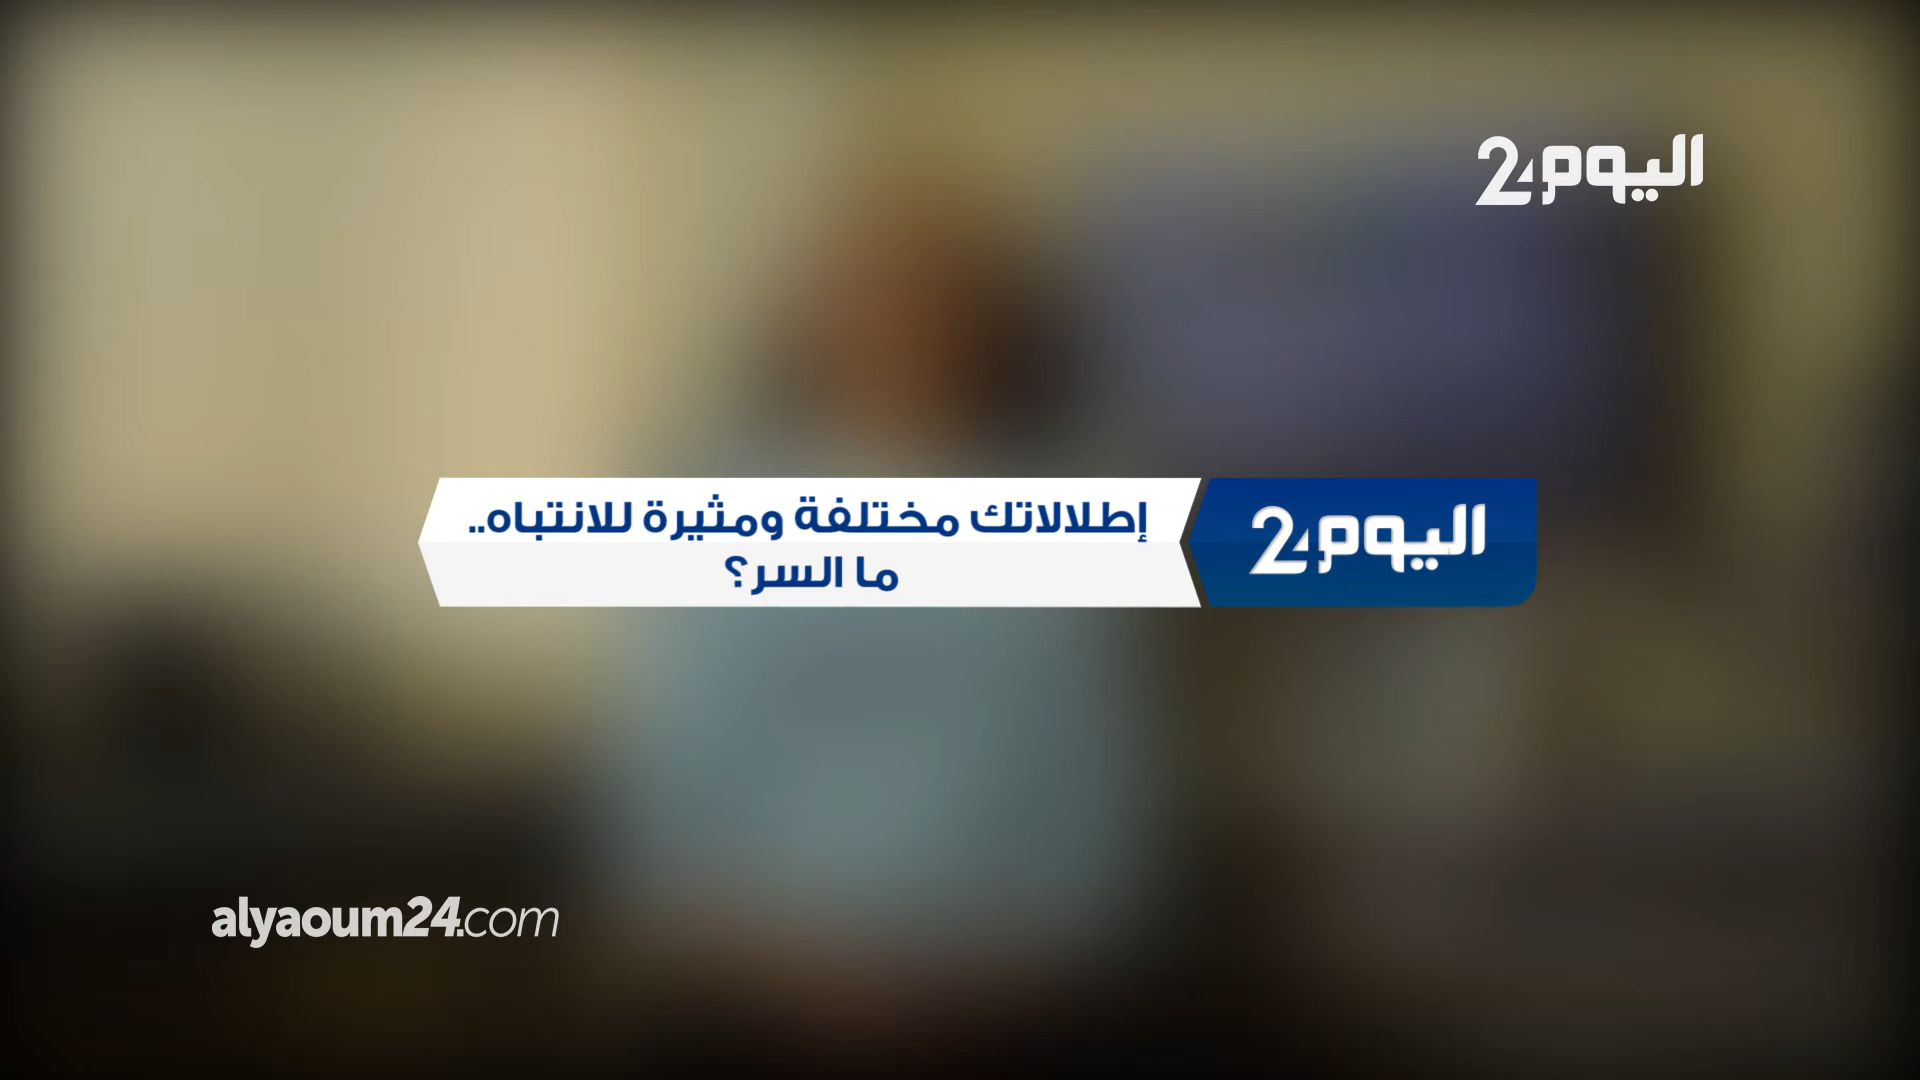 اليوم24
إطلالاتك مختلفة ومثيرة للانتباه..
ما السر؟
اليوم24
alyaoum24.com